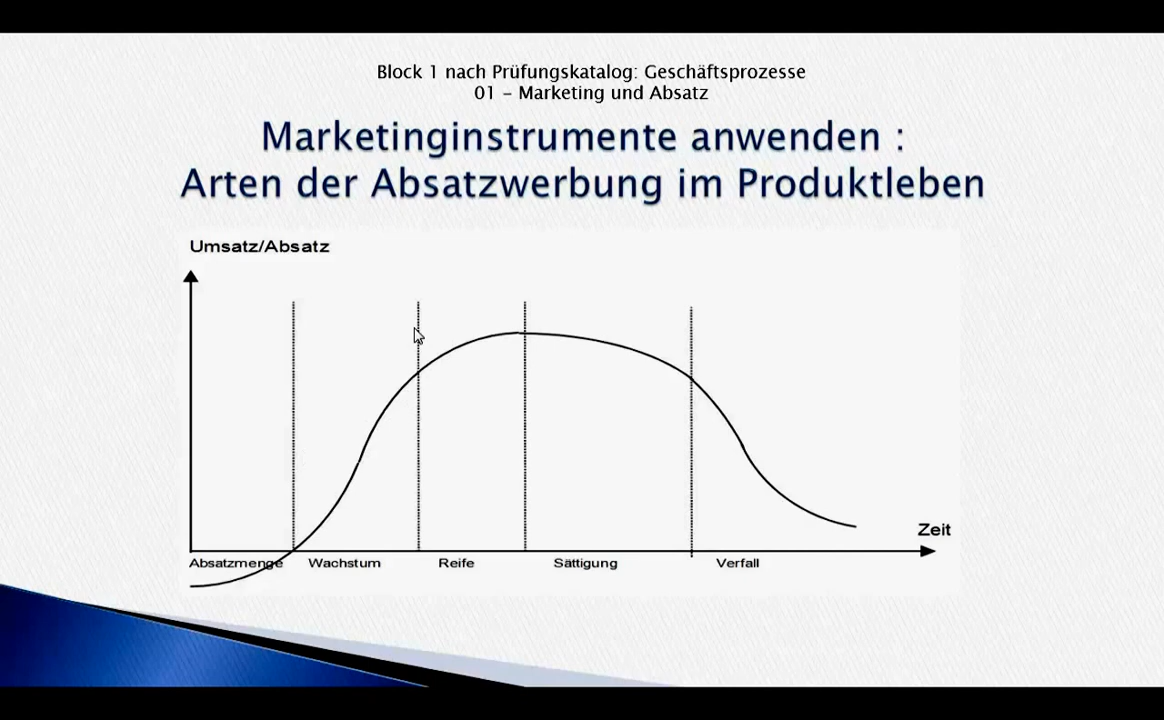 Block 1 nach Prüfungskatalog: Geschäftsprozesse
01 – Marketing und Absatz
Marketinginstrumente anwenden :
Arten der Absatzwerbung im Produktleben
Umsatz/Absatz
Zeit
Absatzmenge Wachstum Reife Sättigung Verfall